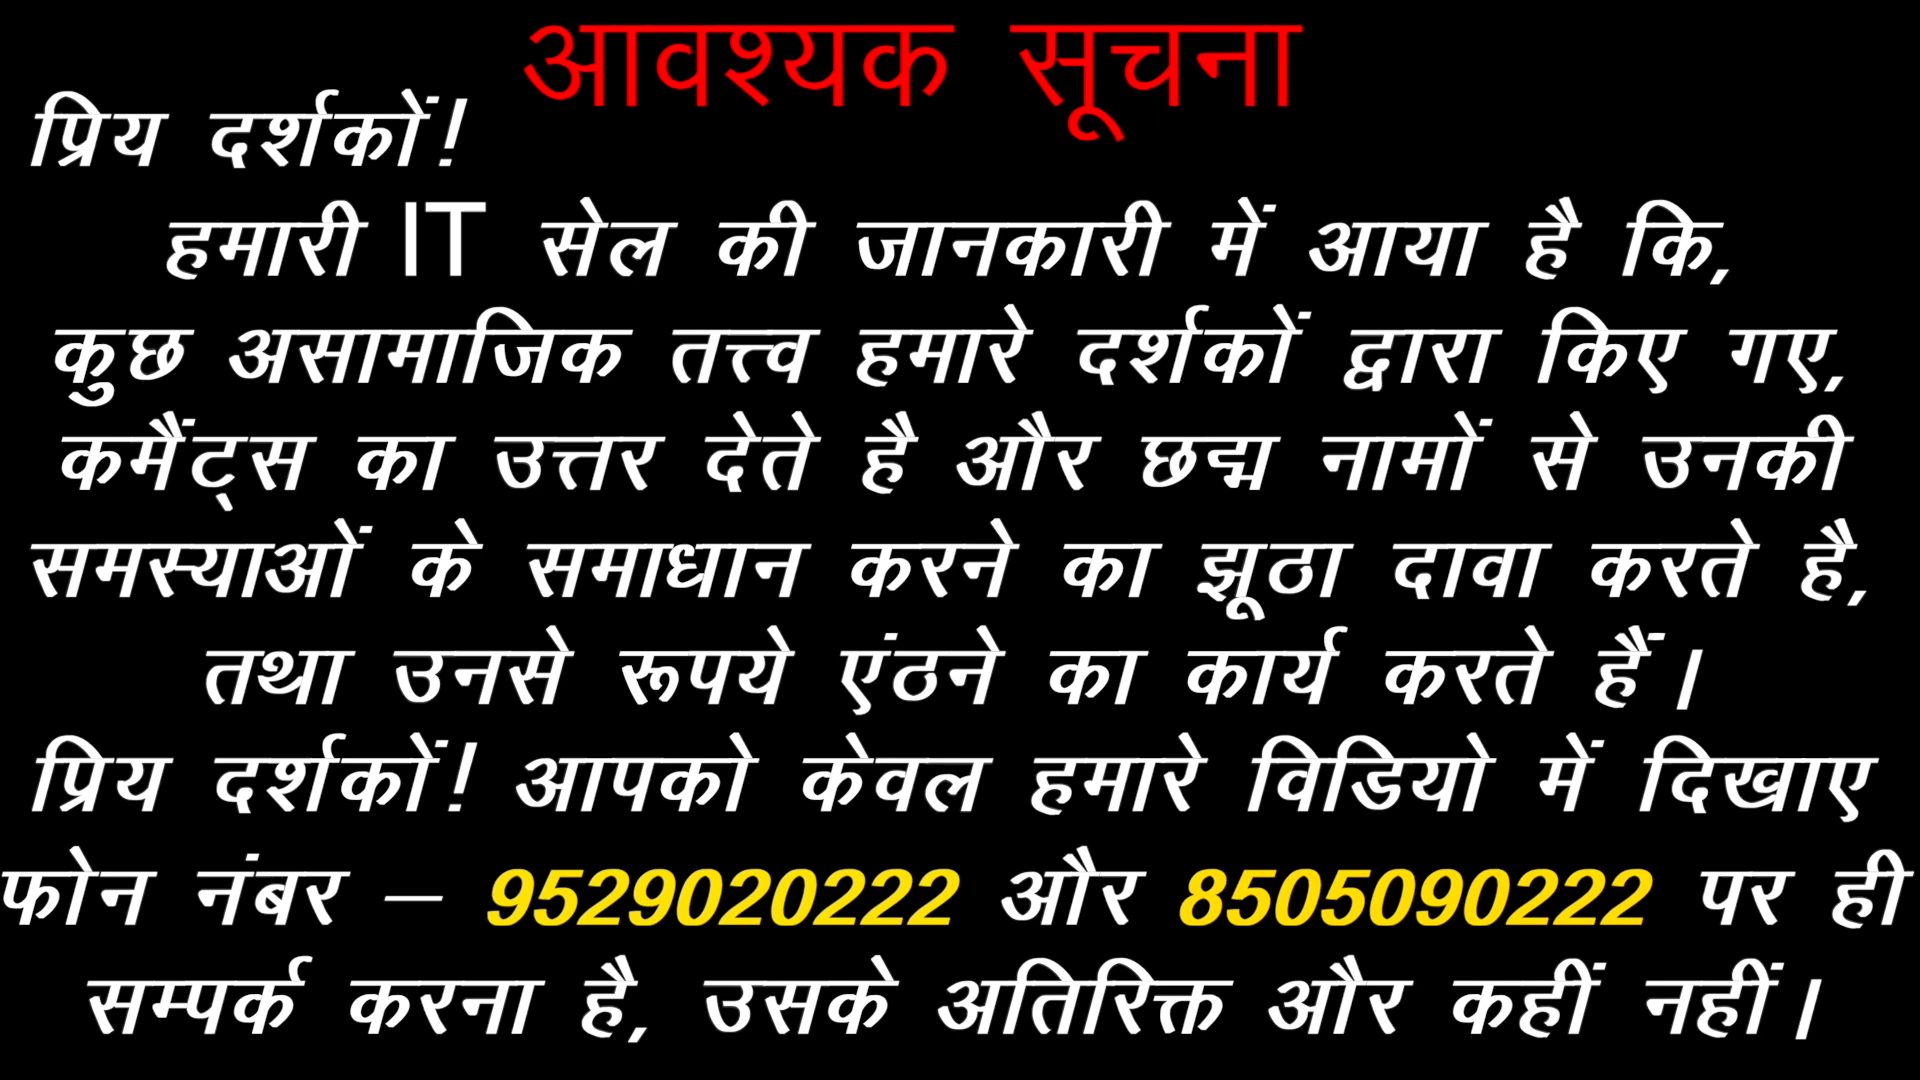 आवश्यक सूचना
प्रिय दर्शकों!
हमारी IT सेल की जानकारी में आया है कि,
कुछ असामाजिक तत्त्व हमारे दर्शकों द्वारा किए गए,
कमैंट्स का उत्तर देते है और छद्म नामों से उनकी
समस्याओं के समाधान करने का झूठा दावा करते है,
तथा उनसे रूपये एंठने का कार्य करते हैं।
प्रिय दर्शकों! आपको केवल हमारे विडियो में दिखाए
फोन नंबर – 9529020222 और 8505090222 पर ही
सम्पर्क करना है, उसके अतिरिक्त और कहीं नहीं।